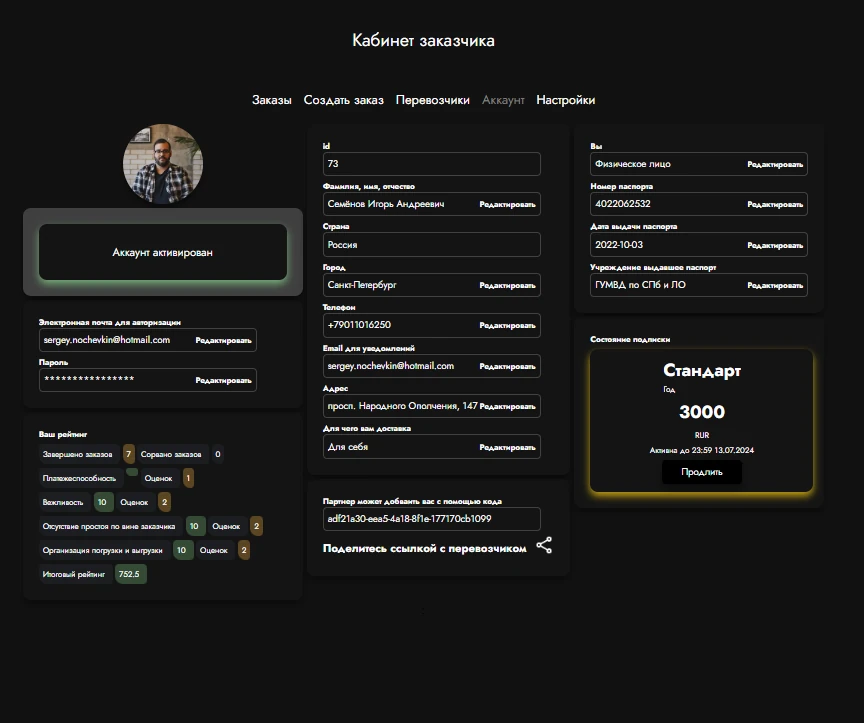 Кабинет заказчика
Заказы Создать заказ Перевозчики Аккаунт Настройки
Аккаунт активирован
Электронная почта для авторизации
sergey.nochevkin@hotmail.com Редактировать
Пароль
**************** Редактировать
Ваш рейтинг
Завершено заказов 7 Сорвано заказов 0
Платежеспособность Оценок 1
Вежливость 10 Оценок 2
Отсуствие простоя по вине заказчика 10 Оценок 2
Организация погрузки и выгрузки 10 Оценок 2
Итоговый рейтинг 752.5
id
73
Фамилия, имя, отчество
Семёнов Игорь Андреевич Редактировать
Страна
Россия
Город
Санкт-Петербург Редактировать
Телефон
+79011016250 Редактировать
Email для уведомлений
sergey.nochevkin@hotmail.com Редактировать
Адрес
просп. Народного Ополчения, 147 Редактировать
Для чего вам доставка
Для себя Редактировать
Партнер может добваить вас с помощью кода
adf21a30-eea5-4a18-8f1e-177170cb1099
Поделитесь ссылкой с перевозчиком
Вы
Физическое лицо Редактировать
Номер паспорта
4022062532 Редактировать
Дата выдачи паспорта
2022-10-03 Редактировать
Учреждение выдавшее паспорт
ГУМВД по СПб и ЛО Редактировать
Состояние подписки
Стандарт
Год
3000
RUR
Активна до 23:59 13.07.2024
Продлить